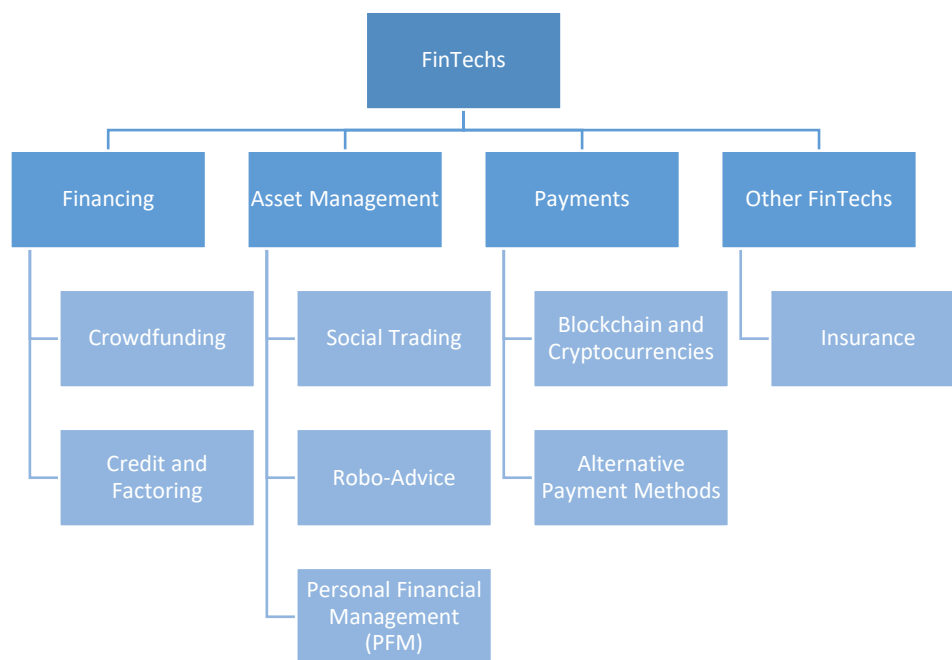 FinTechs
Financing
Asset Management
Payments
Other FinTechs
Crowdfunding
Social Trading
Blockchain and
Cryptocurrencies
Insurance
Credit and
Factoring
Robo-Advice
Alternative
Payment Methods
Personal Financial
Management
(PFM)